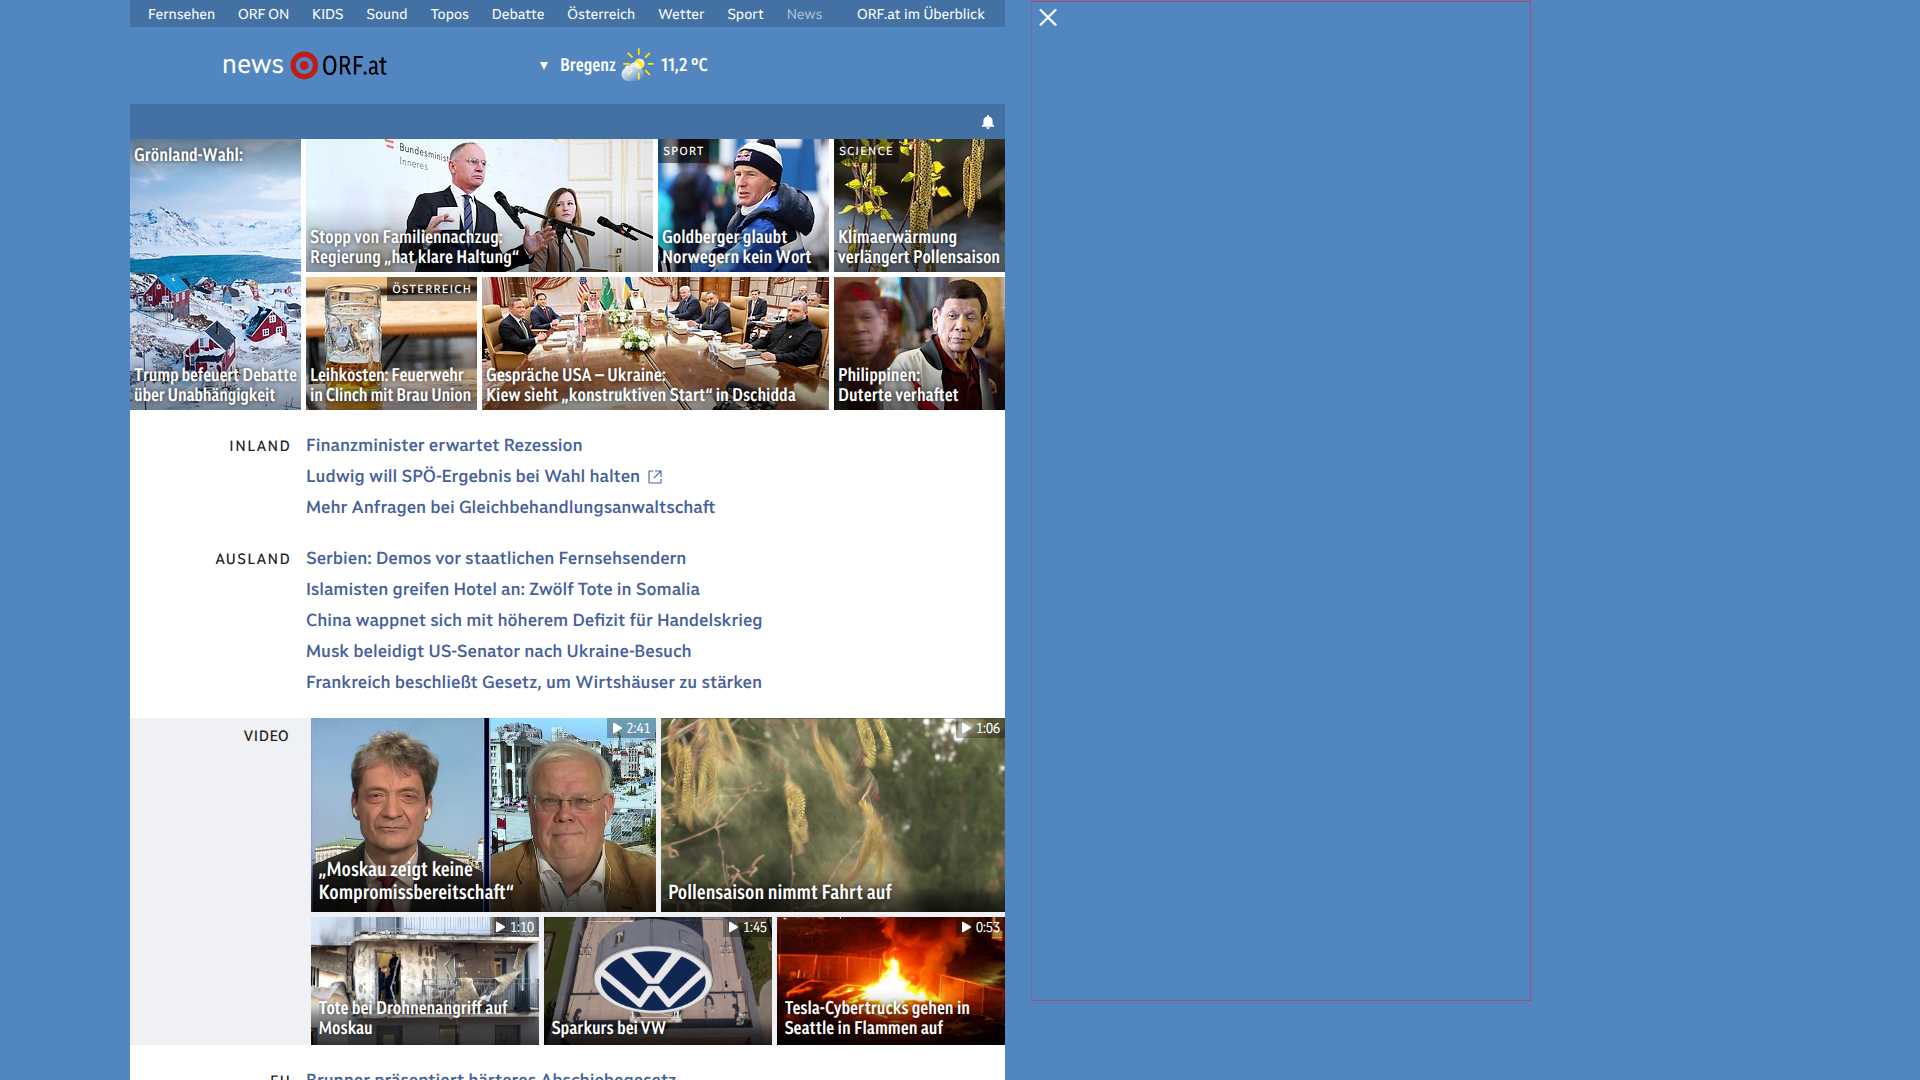 Fernsehen ORF ON KIDS Sound Topos Debatte Österreich Wetter Sport News ORF.at im Überblick
news ORF.at
Bregenz 11,2 °C
Grönland-Wahl:
Trump befeuert Debatte
über Unabhängigkeit
Bundesminist
Inneres
Stopp von Familiennachzug:
Regierung „hat klare Haltung“
SPORT
Goldberger glaubt
Norwegern kein Wort
SCIENCE
Klimaerwärmung
verlängert Pollensaison
ÖSTERREICH
Leihkosten: Feuerwehr
in Clinch mit Brau Union
Gespräche USA – Ukraine:
Kiew sieht „konstruktiven Start“ in Dschidda
Philippinen:
Duterte verhaftet
INLAND
Finanzminister erwartet Rezession
Ludwig will SPÖ-Ergebnis bei Wahl halten
Mehr Anfragen bei Gleichbehandlungsanwaltschaft
AUSLAND
Serbien: Demos vor staatlichen Fernsehsendern
Islamisten greifen Hotel an: Zwölf Tote in Somalia
China wappnet sich mit höherem Defizit für Handelskrieg
Musk beleidigt US-Senator nach Ukraine-Besuch
Frankreich beschließt Gesetz, um Wirtshäuser zu stärken
VIDEO
2:41
„Moskau zeigt keine
Kompromissbereitschaft“
1:06
Pollensaison nimmt Fahrt auf
1:10
Tote bei Drohnenangriff auf
Moskau
1:45
Sparkurs bei VW
0:53
Tesla-Cybertrucks gehen in
Seattle in Flammen auf
EU
Brunner präsentiert härteres Abschiebegesetz